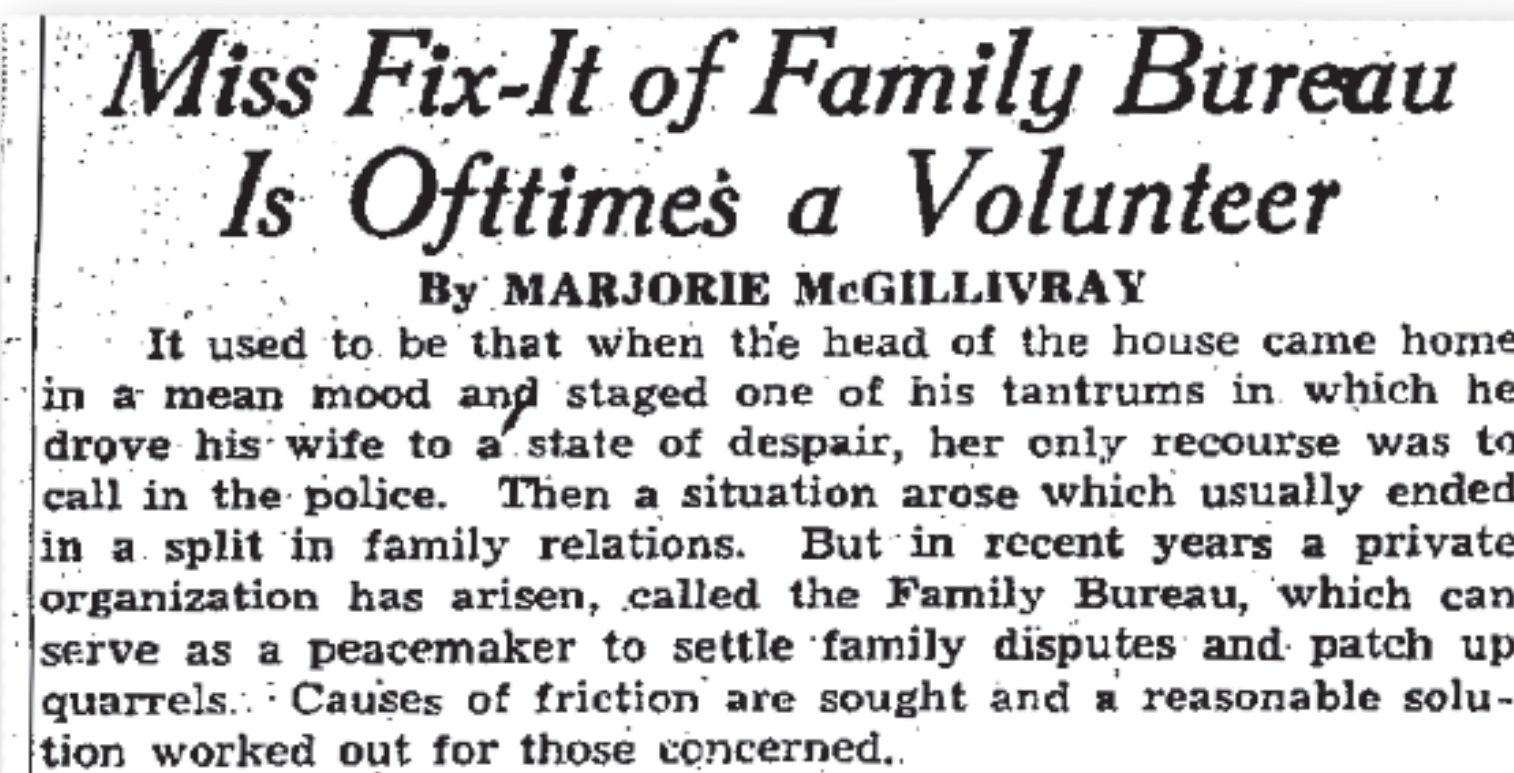 Miss Fix-It of Family Bureau
Is Ofttimes a Volunteer
By MARJORIE McGILLIVRAY
It used to be that when the head of the house came home
in a mean mood and staged one of his tantrums in which he
drove his wife to a state of despair, her only recourse was to
call in the police. Then a situation arose which usually ended
in a split in family relations. But in recent years a private
organization has arisen, called the Family Bureau, which can
serve as a peacemaker to settle family disputes and patch up
quarrels. Causes of friction are sought and a reasonable solu-
tion worked out for those concerned.